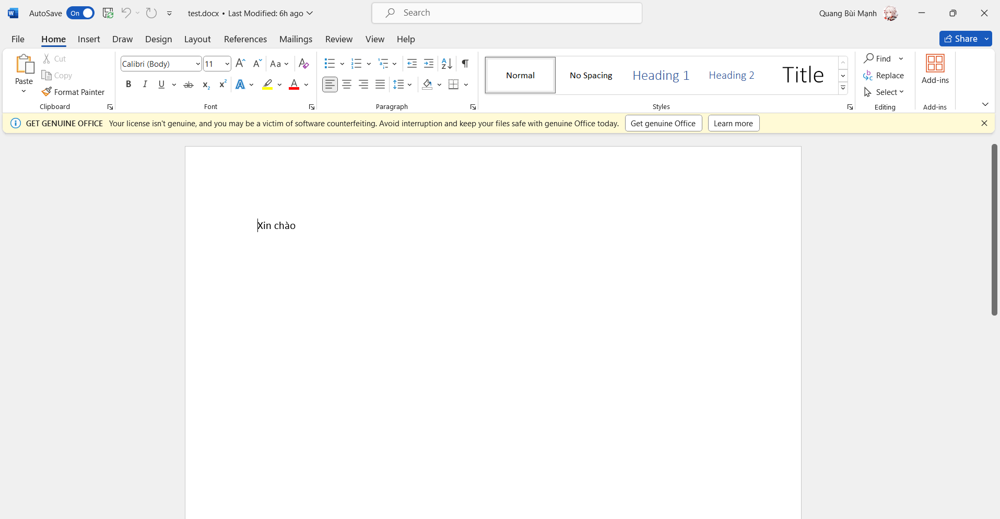 AutoSave On test.docx • Last Modified: 6h ago Search Quang Bùi Mạnh
File Home Insert Draw Design Layout References Mailings Review View Help Share
Paste
Cut
Copy
Format Painter
Clipboard
Calibri (Body) 11
Font
Paragraph
Normal No Spacing Heading 1 Heading 2 Title
Styles
Find
Replace
Select
Editing
Add-ins
Add-ins
GET GENUINE OFFICE Your license isn't genuine, and you may be a victim of software counterfeiting. Avoid interruption and keep your files safe with genuine Office today. Get genuine Office Learn more
Xin chào